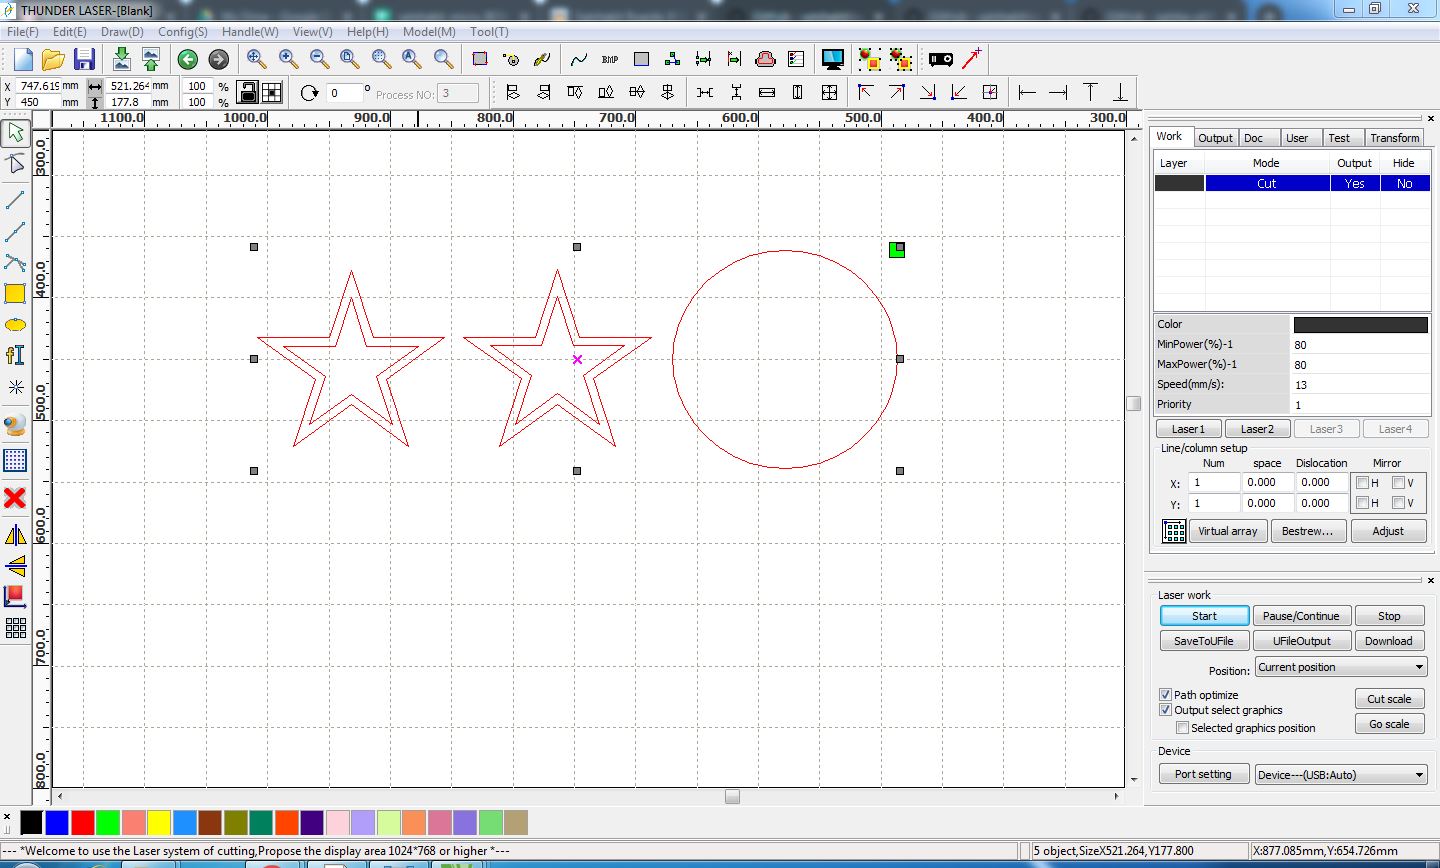 THUNDER LASER-[Blank]
File(F) Edit(E) Draw(D) Config(S) Handle(W) View(V) Help(H) Model(M) Tool(T)
BMP
X 747.619 mm 521.264 mm 100 %
Y 450 mm 177.8 mm 100 %
0 °
Process NO: 3
1100.0 1000.0 900.0 800.0 700.0 600.0 500.0 400.0 300.0
300.0
400.0
500.0
600.0
700.0
800.0
Work Output Doc User Test Transform
Layer Mode Output Hide
Cut Yes No
Color
MinPower(%)-1 80
MaxPower(%)-1 80
Speed(mm/s): 13
Priority 1
Laser1 Laser2 Laser3 Laser4
Line/column setup
Num space Dislocation Mirror
X: 1 0.000 0.000 H V
Y: 1 0.000 0.000 H V
Virtual array Bestrew... Adjust
Laser work
Start Pause/Continue Stop
SaveToUFile UFileOutput Download
Position: Current position
Path optimize
Cut scale
Output select graphics
Go scale
Selected graphics position
Device
Port setting Device---(USB:Auto)
--- *Welcome to use the Laser system of cutting,Propose the display area 1024*768 or higher *---
5 object,SizeX521.264,Y177.800
X:877.085mm,Y:654.726mm